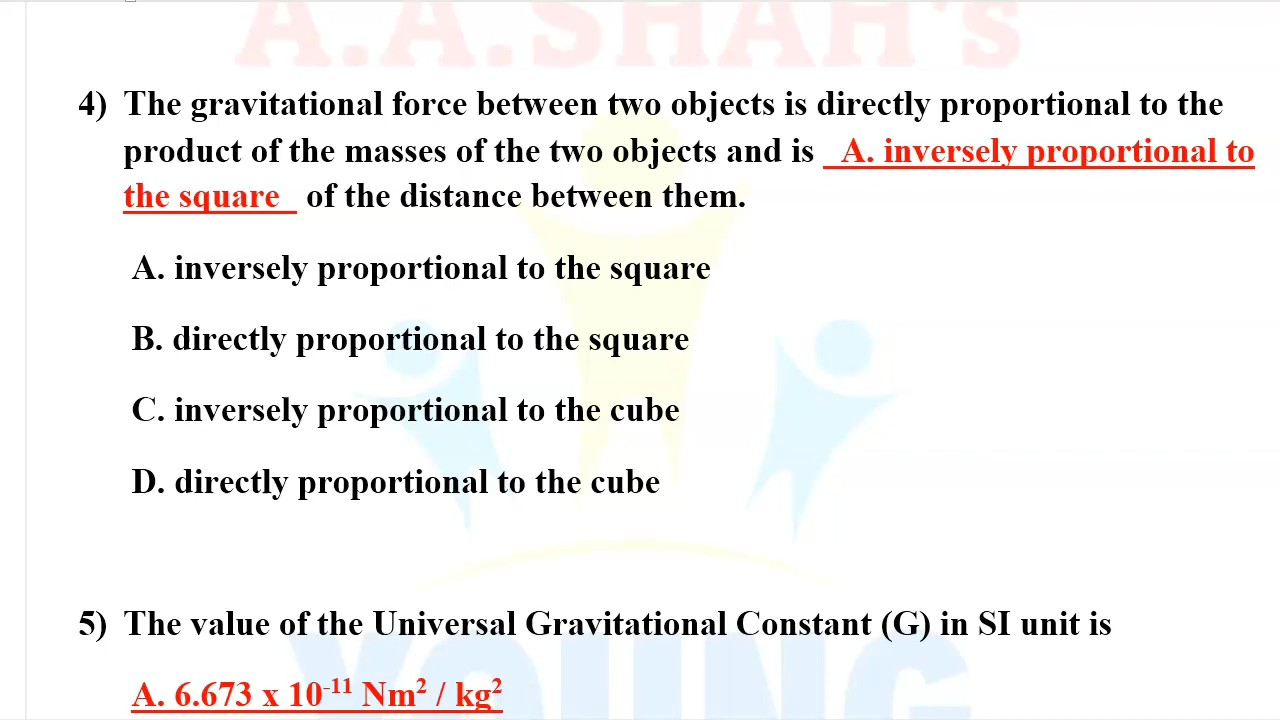 A.A.SHAH's
4) The gravitational force between two objects is directly proportional to the
product of the masses of the two objects and is A. inversely proportional to
the square of the distance between them.
A. inversely proportional to the square
B. directly proportional to the square
C. inversely proportional to the cube
D. directly proportional to the cube
5) The value of the Universal Gravitational Constant (G) in SI unit is
YOUNG
A. 6.673 x 10⁻¹¹ Nm² / kg²